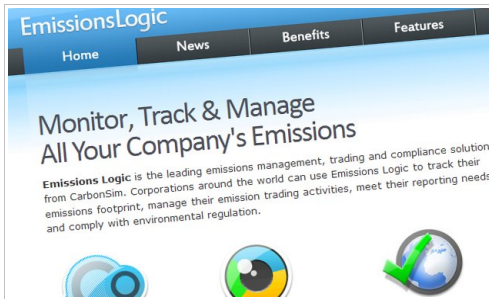 EmissionsLogic
Home News Benefits Features
Monitor, Track & Manage
All Your Company's Emissions
Emissions Logic is the leading emissions management, trading and compliance solution
from CarbonSim. Corporations around the world can use Emissions Logic to track their
emissions footprint, manage their emission trading activities, meet their reporting needs
and comply with environmental regulation.